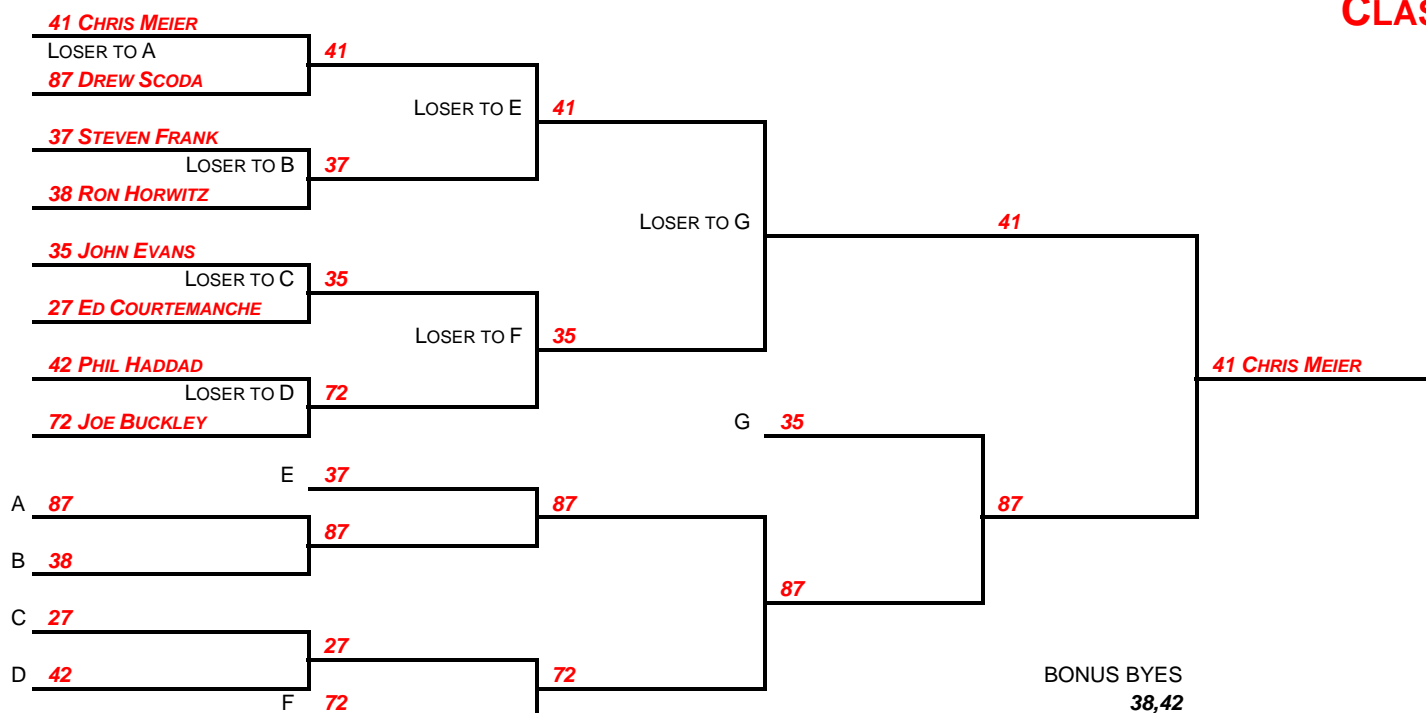 CLAS
41 CHRIS MEIER
LOSER TO A
41
87 DREW SCODA
LOSER TO E
41
37 STEVEN FRANK
LOSER TO B
37
38 RON HORWITZ
LOSER TO G
41
35 JOHN EVANS
LOSER TO C
35
27 ED COURTEMANCHE
LOSER TO F
35
42 PHIL HADDAD
41 CHRIS MEIER
LOSER TO D
72
72 JOE BUCKLEY
G 35
E 37
A 87
87
87
87
B 38
87
C 27
27
D 42
72
BONUS BYES
F 72
38,42